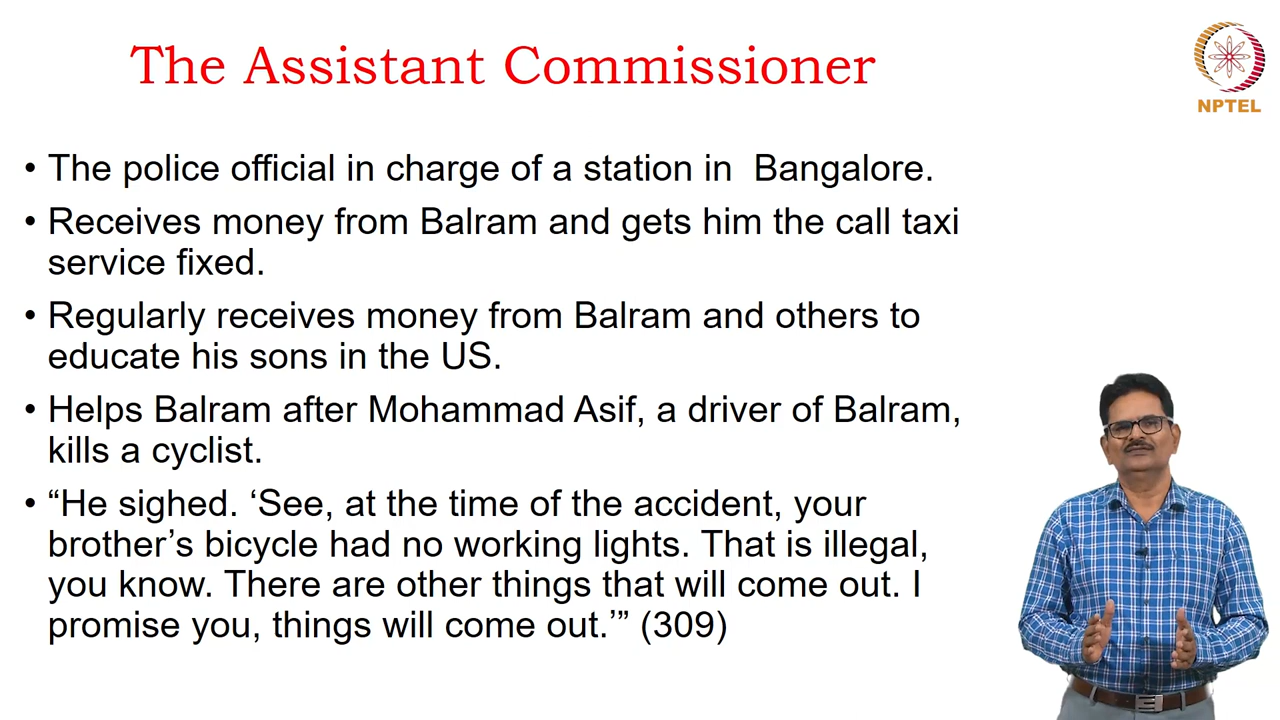 The Assistant Commissioner
NPTEL
• The police official in charge of a station in  Bangalore.
• Receives money from Balram and gets him the call taxi
service fixed.
• Regularly receives money from Balram and others to
educate his sons in the US.
• Helps Balram after Mohammad Asif, a driver of Balram,
kills a cyclist.
• “He sighed. ‘See, at the time of the accident, your
brother’s bicycle had no working lights. That is illegal,
you know. There are other things that will come out. I
promise you, things will come out.’” (309)